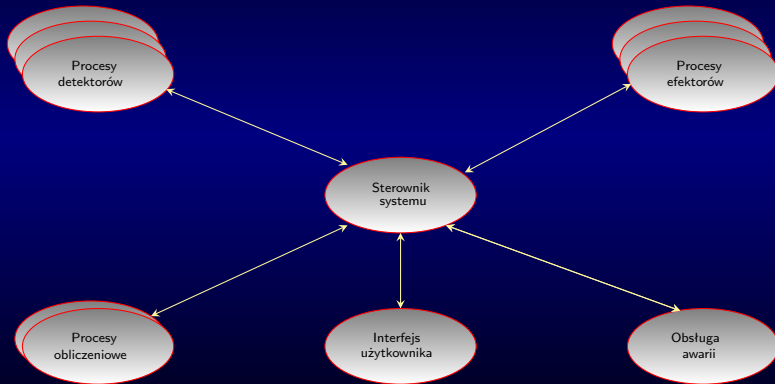 Procesy
detektorów
Procesy
efektorów
Sterownik
systemu
Procesy
obliczeniowe
Interfejs
użytkownika
Obsługa
awarii